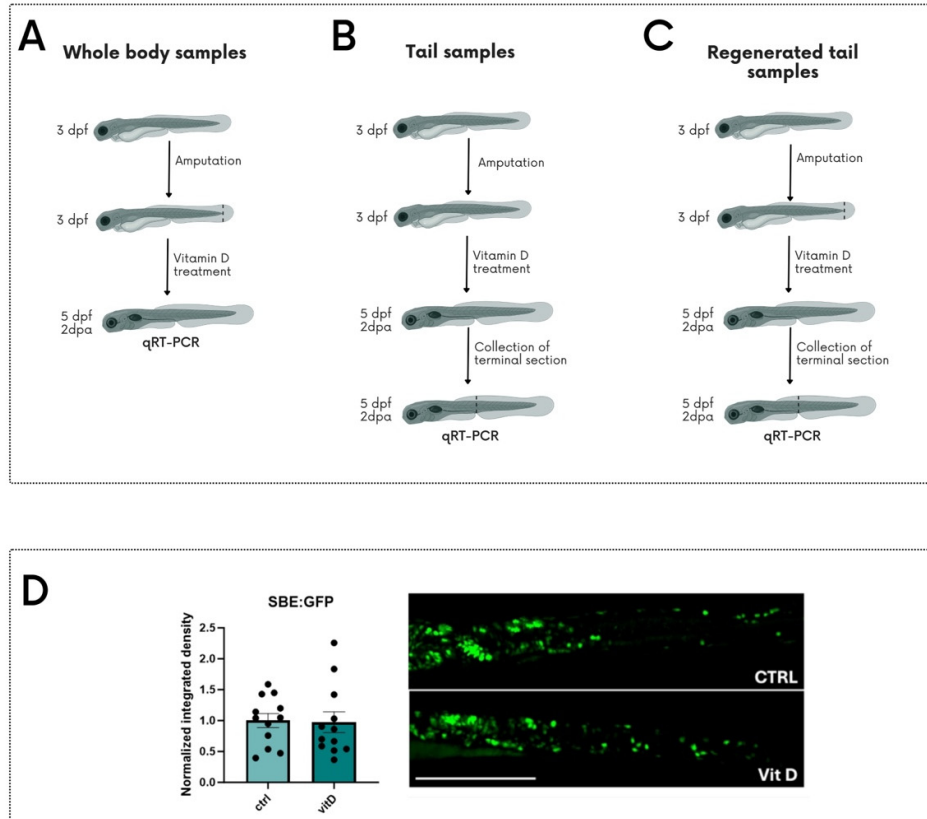 A
Whole body samples
3 dpf
Amputation
3 dpf
Vitamin D
treatment
5 dpf
2dpa
qRT-PCR
B
Tail samples
3 dpf
Amputation
3 dpf
Vitamin D
treatment
5 dpf
2dpa
Collection of
terminal section
5 dpf
2dpa
qRT-PCR
C
Regenerated tail
samples
3 dpf
Amputation
3 dpf
Vitamin D
treatment
5 dpf
2dpa
Collection of
terminal section
5 dpf
2dpa
qRT-PCR
D
SBE:GFP
Normalized integrated density
2.5
2.0
1.5
1.0
0.5
0.0
ctrl
vitD
CTRL
Vit D